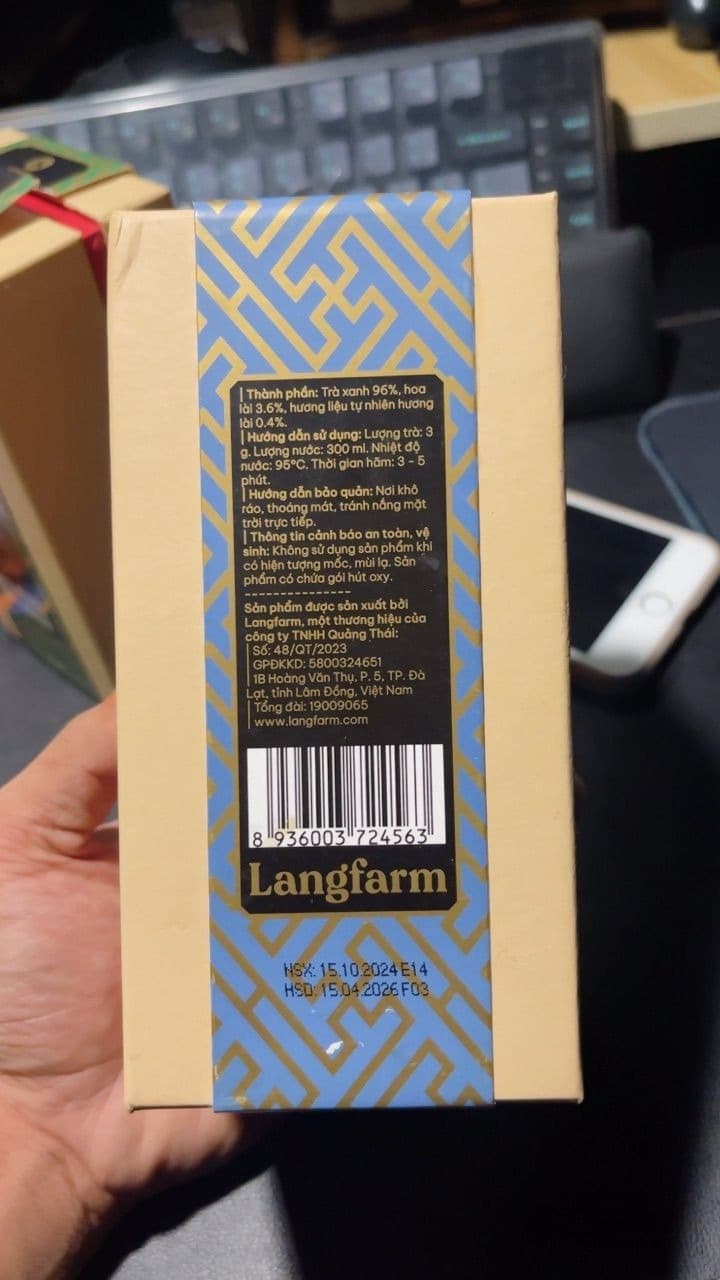 | Thành phần: Trà xanh 96%, hoa
lài 3.6%, hương liệu tự nhiên hương
lài 0.4%.
| Hướng dẫn sử dụng: Lượng trà: 3
g. Lượng nước: 300 ml. Nhiệt độ
nước: 95°C. Thời gian hãm: 3 - 5
phút.
| Hướng dẫn bảo quản: Nơi khô
ráo, thoáng mát, tránh nắng mặt
trời trực tiếp.
| Thông tin cảnh báo an toàn, vệ
sinh: Không sử dụng sản phẩm khi
có hiện tượng mốc, mùi lạ. Sản
phẩm có chứa gói hút oxy.
---------------
Sản phẩm được sản xuất bởi
Langfarm, một thương hiệu của
công ty TNHH Quảng Thái:
| Số: 48/QT/2023
| GPĐKKD: 5800324651
| 1B Hoàng Văn Thụ, P. 5, TP. Đà
Lạt, tỉnh Lâm Đồng, Việt Nam
| Tổng đài: 19009065
| www.langfarm.com
8 936003 724563
Langfarm
NSX: 15.10.2024 E14
HSD: 15.04.2026 F03